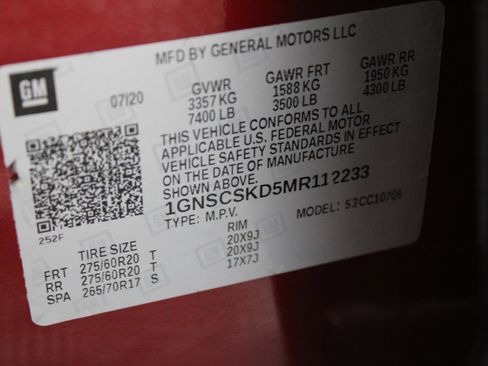 MFD BY GENERAL MOTORS LLC
GM
07/20
GVWR
3357 KG
7400 LB
GAWR FRT
1588 KG
3500 LB
GAWR RR
1950 KG
4300 LB
THIS VEHICLE CONFORMS TO ALL
APPLICABLE U.S. FEDERAL MOTOR
VEHICLE SAFETY STANDARDS IN EFFECT
ON THE DATE OF MANUFACTURE
SHOWN ABOVE.
TYPE: M.P.V.
MODEL: 53CC10706
252F
TIRE SIZE RIM
FRT 275/60R20 T 20X9J
RR 275/60R20 T 20X9J
SPA 265/70R17 S 17X7J